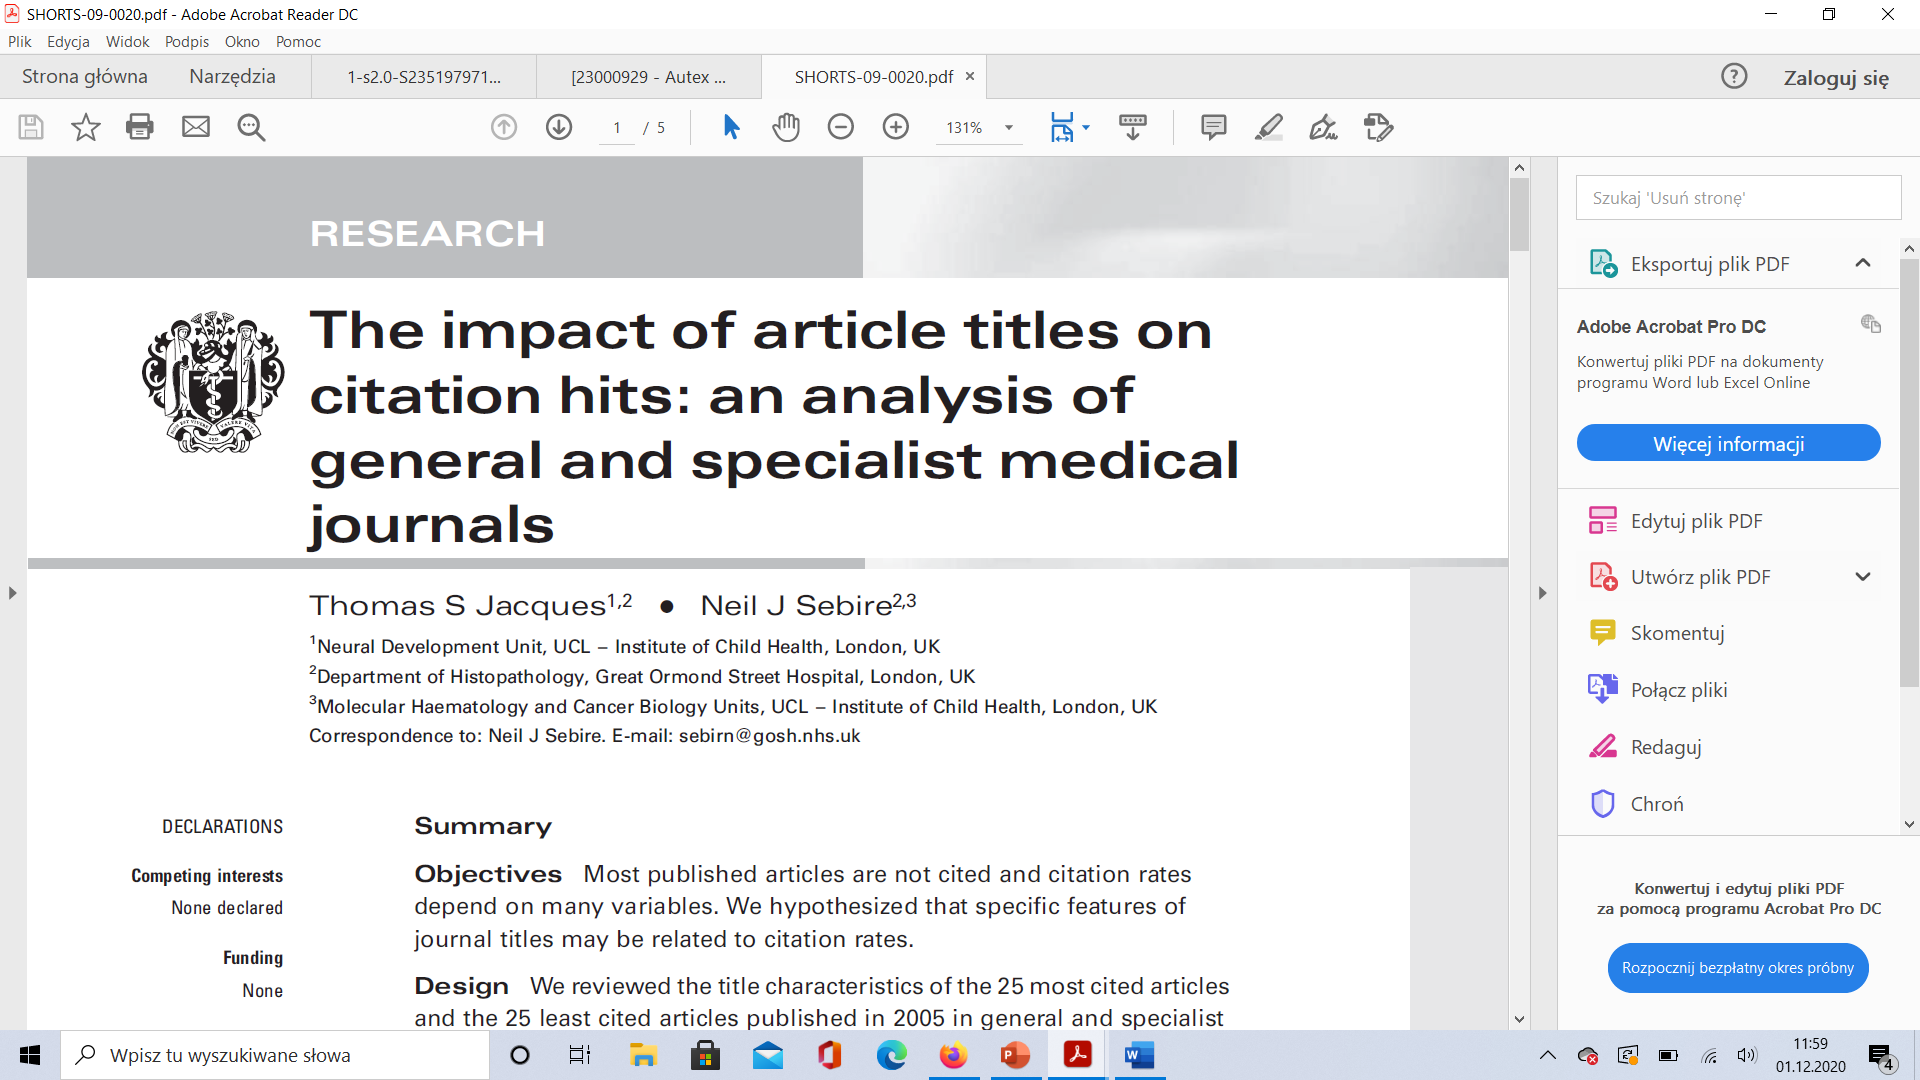 SHORTS-09-0020.pdf - Adobe Acrobat Reader DC
Plik Edycja Widok Podpis Okno Pomoc
Strona główna Narzędzia 1-s2.0-S235197971... [23000929 - Autex ... SHORTS-09-0020.pdf × ? Zaloguj się
1 / 5 131%
RESEARCH
The impact of article titles on
citation hits: an analysis of
general and specialist medical
journals
Thomas S Jacques1,2 ● Neil J Sebire2,3
1Neural Development Unit, UCL – Institute of Child Health, London, UK
2Department of Histopathology, Great Ormond Street Hospital, London, UK
3Molecular Haematology and Cancer Biology Units, UCL – Institute of Child Health, London, UK
Correspondence to: Neil J Sebire. E-mail: sebirn@gosh.nhs.uk
DECLARATIONS
Competing interests
None declared
Funding
None
Summary
Objectives Most published articles are not cited and citation rates
depend on many variables. We hypothesized that specific features of
journal titles may be related to citation rates.
Design We reviewed the title characteristics of the 25 most cited articles
and the 25 least cited articles published in 2005 in general and specialist
Szukaj 'Usuń stronę'
Eksportuj plik PDF
Adobe Acrobat Pro DC
Konwertuj pliki PDF na dokumenty
programu Word lub Excel Online
Więcej informacji
Edytuj plik PDF
Utwórz plik PDF
Skomentuj
Połącz pliki
Redaguj
Chroń
Konwertuj i edytuj pliki PDF
za pomocą programu Acrobat Pro DC
Rozpocznij bezpłatny okres próbny
Wpisz tu wyszukiwane słowa
11:59
01.12.2020
4